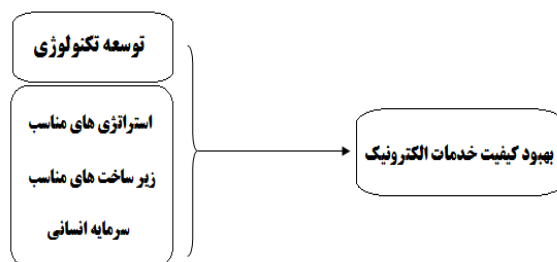 توسعه تکنولوژی
استراتژی های مناسب
زیر ساخت های مناسب
سرمایه انسانی
بهبود کیفیت خدمات الکترونیک